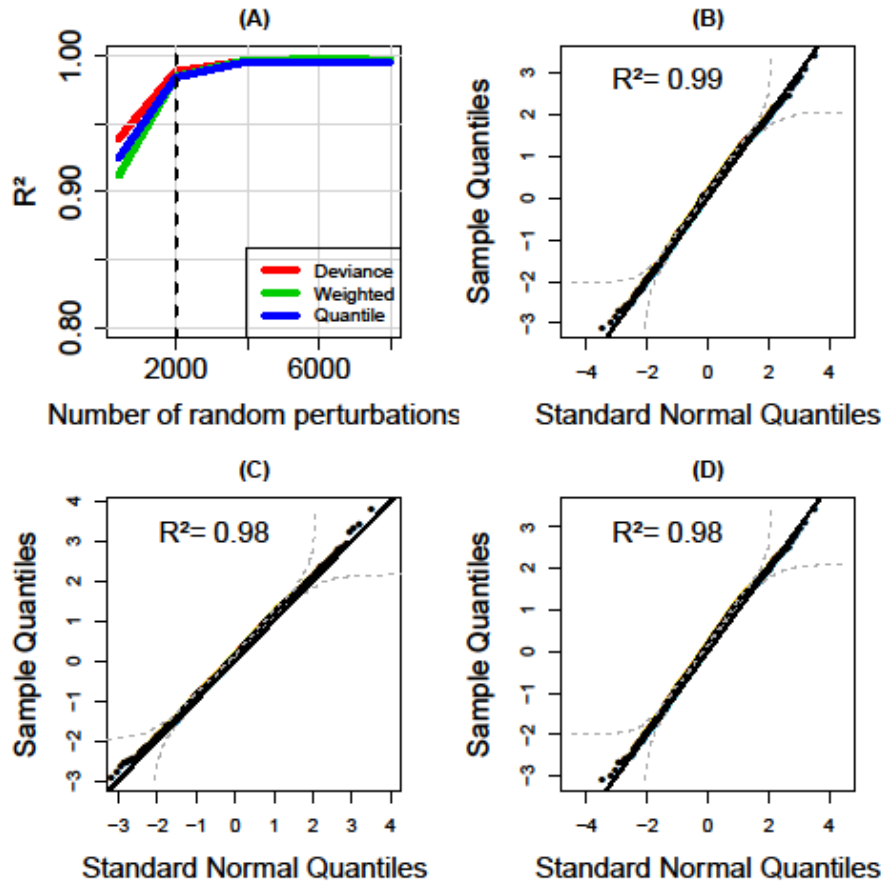 (A)
R²
1.00
0.90
0.80
Deviance
Weighted
Quantile
2000 6000
Number of random perturbations
(B)
R²= 0.99
Sample Quantiles
3
2
1
0
−1
−2
−3
−4 −2 0 2 4
Standard Normal Quantiles
(C)
R²= 0.98
Sample Quantiles
4
3
2
1
0
−1
−2
−3
−3 −2 −1 0 1 2 3 4
Standard Normal Quantiles
(D)
R²= 0.98
Sample Quantiles
3
2
1
0
−1
−2
−3
−4 −2 0 2 4
Standard Normal Quantiles